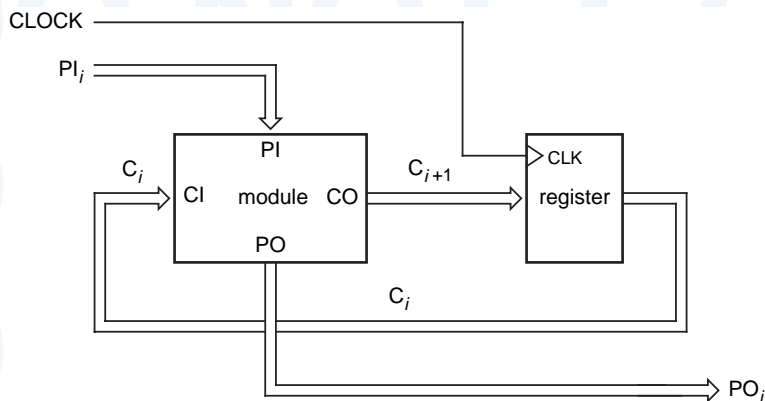 CLOCK
PI i
PI
C i
C i+1
CLK
CI
module
CO
register
PO
C i
PO i